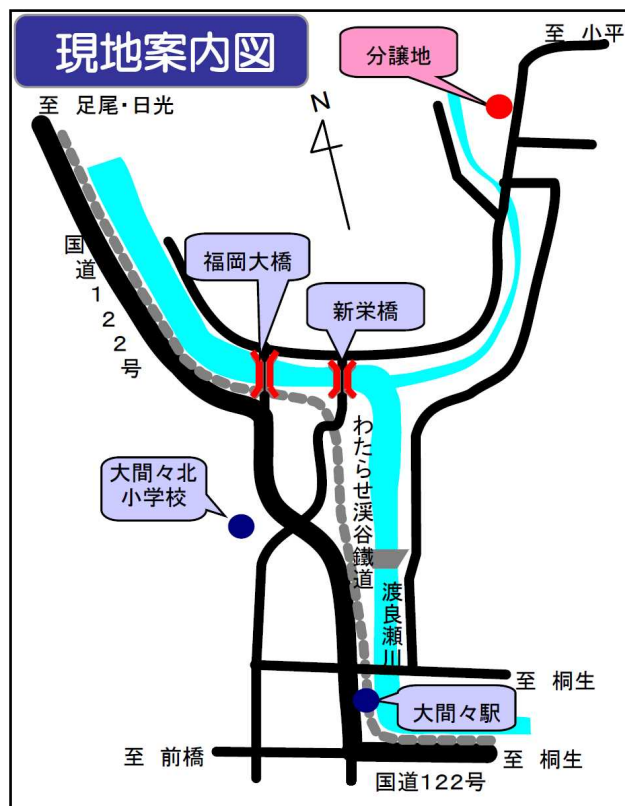 現地案内図
至 小平
分譲地
至 足尾・日光
N
国道122号
福岡大橋
新栄橋
大間々北
小学校
わたらせ渓谷鐵道
渡良瀬川
至 桐生
大間々駅
至 前橋
至 桐生
国道122号